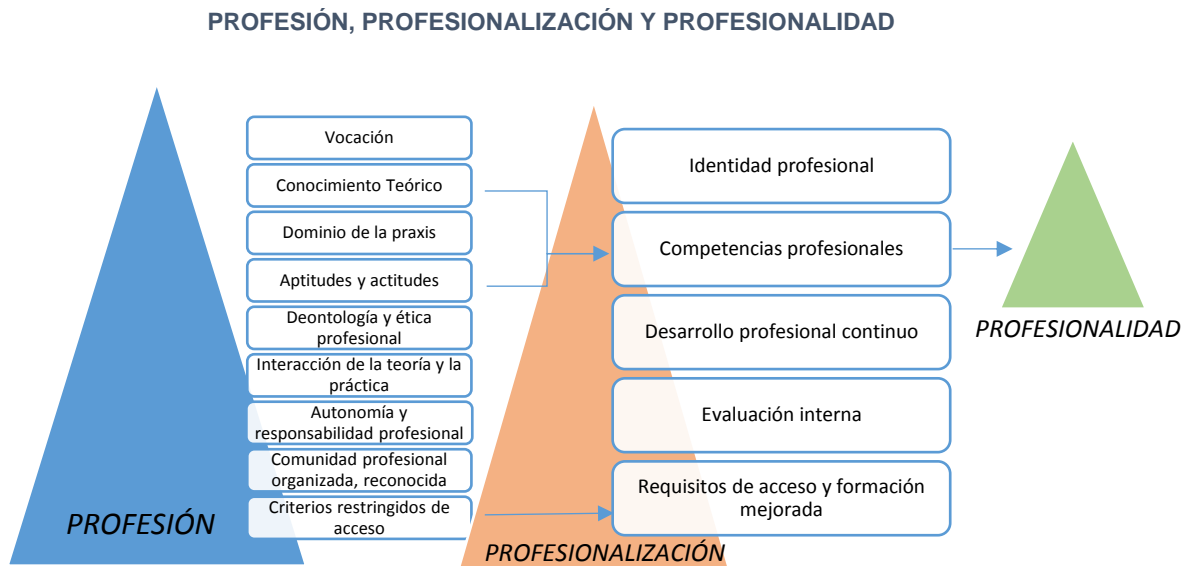 PROFESIÓN, PROFESIONALIZACIÓN Y PROFESIONALIDAD
Vocación
Conocimiento Teórico
Dominio de la praxis
Aptitudes y actitudes
Deontología y ética
profesional
Interacción de la teoría y la
práctica
Autonomía y
responsabilidad profesional
Comunidad profesional
organizada, reconocida
Criterios restringidos de
acceso
PROFESIÓN
Identidad profesional
Competencias profesionales
Desarrollo profesional continuo
Evaluación interna
Requisitos de acceso y formación
mejorada
PROFESIONALIZACIÓN
PROFESIONALIDAD